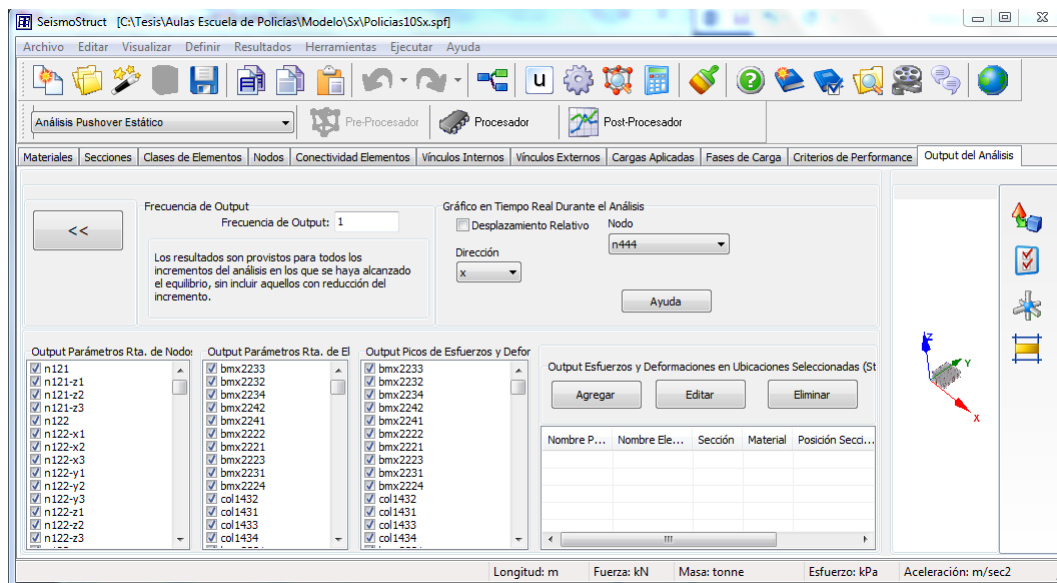 SeismoStruct [C:\Tesis\Aulas Escuela de Policías\Modelo\Sx\Policias10Sx.spf]
Archivo Editar Visualizar Definir Resultados Herramientas Ejecutar Ayuda
u
Análisis Pushover Estático
Pre-Procesador
Procesador
Post-Procesador
Materiales Secciones Clases de Elementos Nodos Conectividad Elementos Vínculos Internos Vínculos Externos Cargas Aplicadas Fases de Carga Criterios de Performance Output del Análisis
<<
Frecuencia de Output
Frecuencia de Output: 1
Los resultados son provistos para todos los
incrementos del análisis en los que se haya alcanzado
el equilibrio, sin incluir aquellos con reducción del
incremento.
Gráfico en Tiempo Real Durante el Análisis
Desplazamiento Relativo
Nodo
n444
Dirección
x
Ayuda
Output Parámetros Rta. de Nodos
n121
n121-z1
n121-z2
n121-z3
n122
n122-x1
n122-x2
n122-x3
n122-y1
n122-y2
n122-y3
n122-z1
n122-z2
n122-z3
Output Parámetros Rta. de El
bmx2233
bmx2232
bmx2234
bmx2242
bmx2241
bmx2222
bmx2221
bmx2223
bmx2231
bmx2224
col1432
col1431
col1433
col1434
Output Picos de Esfuerzos y Defor
bmx2233
bmx2232
bmx2234
bmx2242
bmx2241
bmx2222
bmx2221
bmx2223
bmx2231
bmx2224
col1432
col1431
col1433
col1434
Output Esfuerzos y Deformaciones en Ubicaciones Seleccionadas (St
Agregar
Editar
Eliminar
Nombre P... Nombre Ele... Sección Material Posición Secci...
Z
Y
X
Longitud: m Fuerza: kN Masa: tonne Esfuerzo: kPa Aceleración: m/sec2